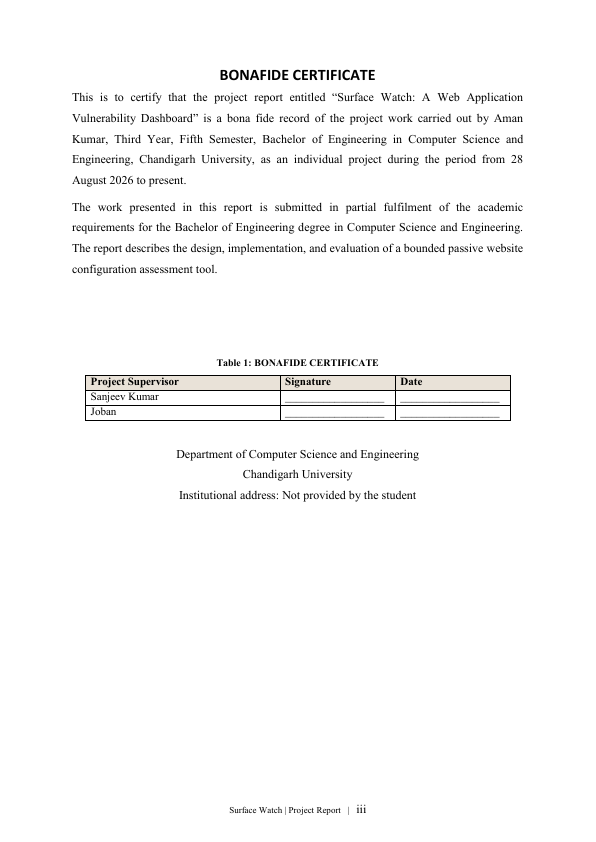 BONAFIDE CERTIFICATE
This is to certify that the project report entitled “Surface Watch: A Web Application
Vulnerability Dashboard” is a bona fide record of the project work carried out by Aman
Kumar, Third Year, Fifth Semester, Bachelor of Engineering in Computer Science and
Engineering, Chandigarh University, as an individual project during the period from 28
August 2026 to present.
The work presented in this report is submitted in partial fulfilment of the academic
requirements for the Bachelor of Engineering degree in Computer Science and Engineering.
The report describes the design, implementation, and evaluation of a bounded passive website
configuration assessment tool.
Table 1: BONAFIDE CERTIFICATE
Project Supervisor Signature Date
Sanjeev Kumar ____________________ ____________________
Joban ____________________ ____________________
Department of Computer Science and Engineering
Chandigarh University
Institutional address: Not provided by the student
Surface Watch | Project Report | iii